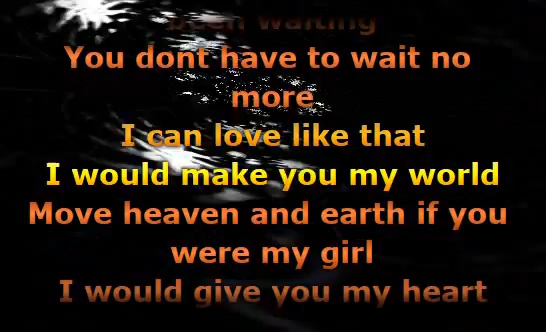 been waiting
You dont have to wait no
more
I can love like that
I would make you my world
Move heaven and earth if you
were my girl
I would give you my heart